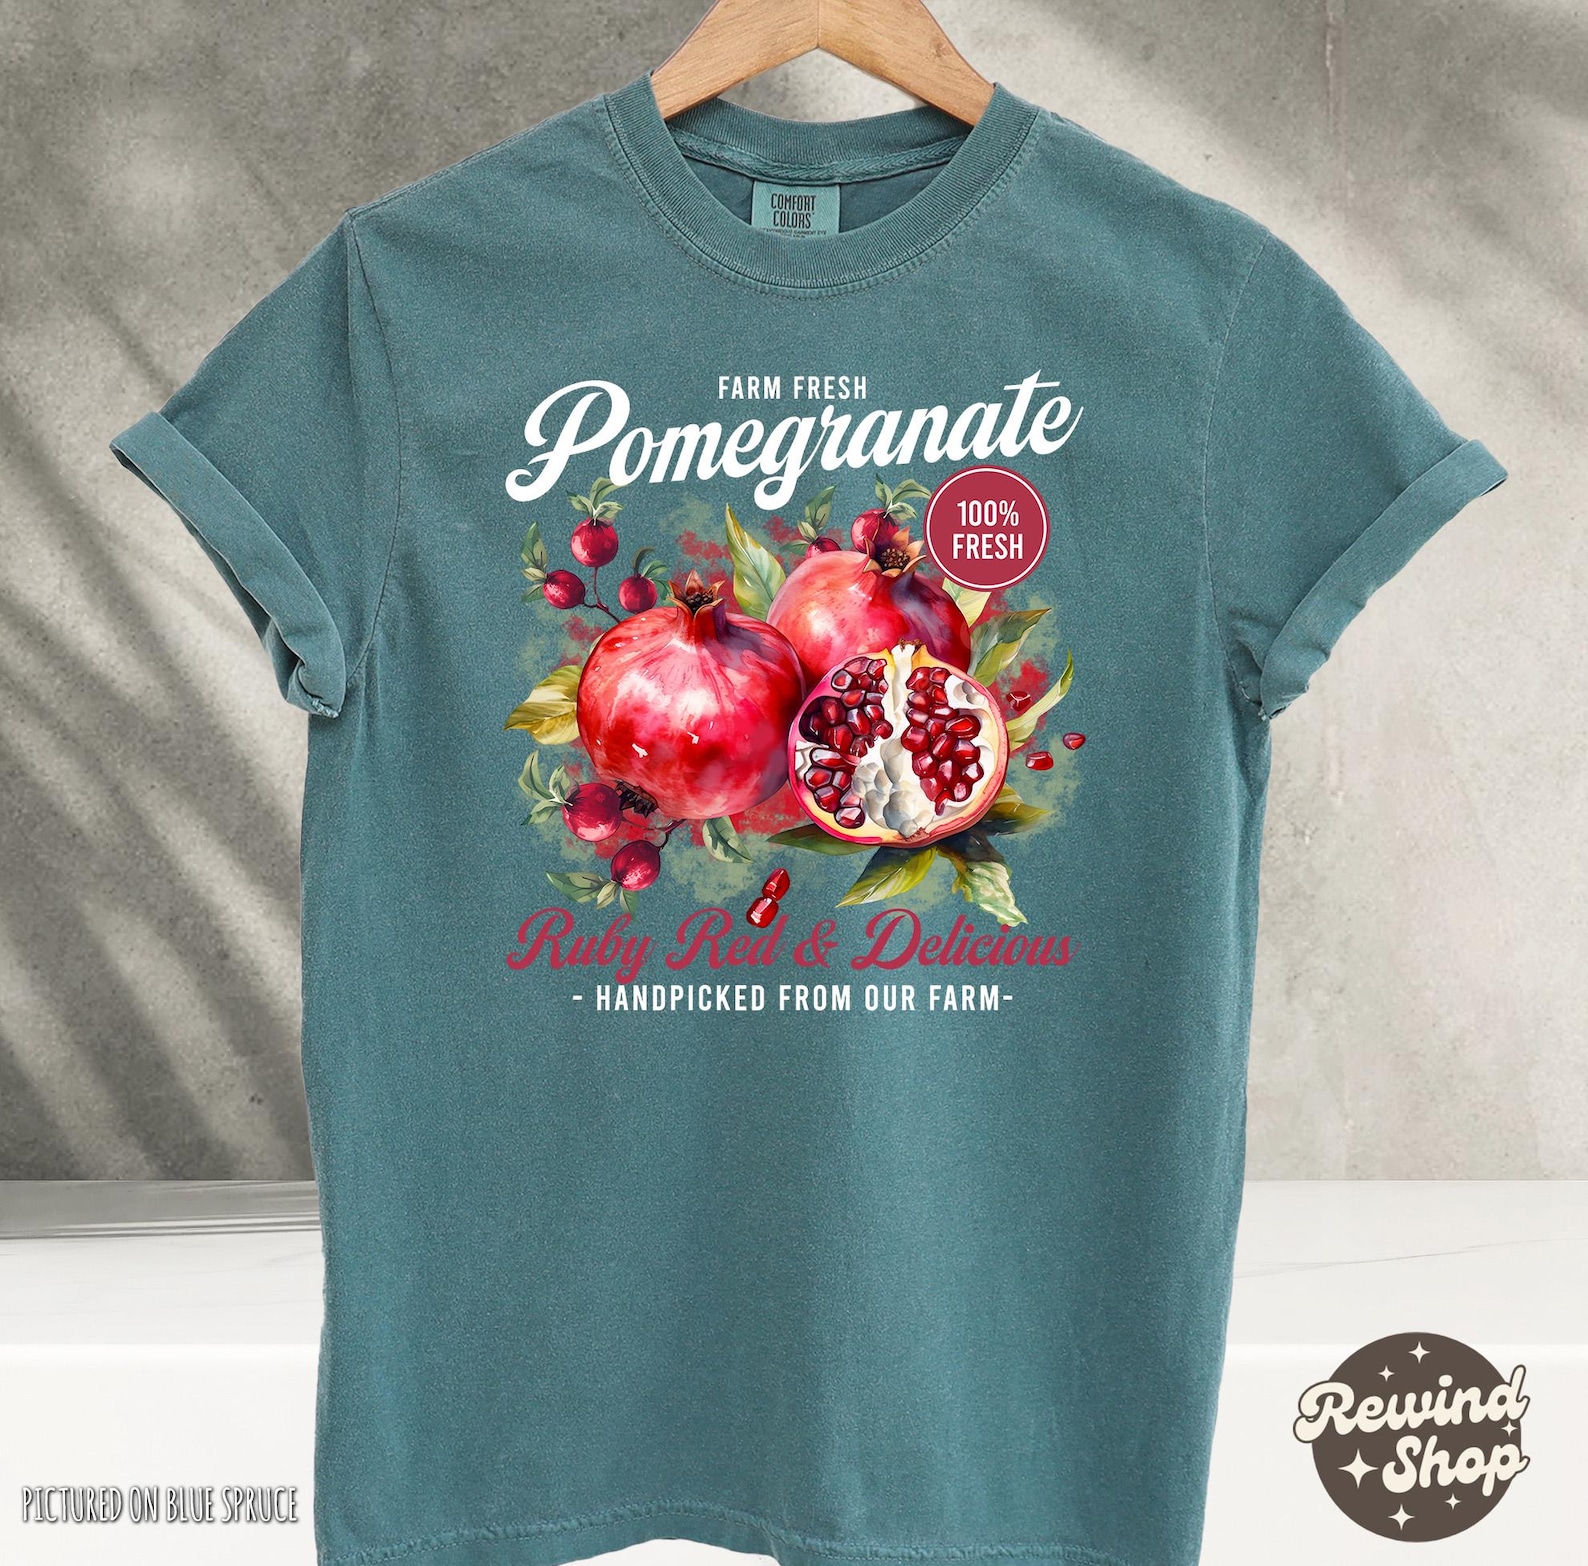 COMFORT
COLORS
FARM FRESH
Pomegranate
100%
FRESH
Ruby Red & Delicious
- HANDPICKED FROM OUR FARM-
PICTURED ON BLUE SPRUCE
Rewind
Shop